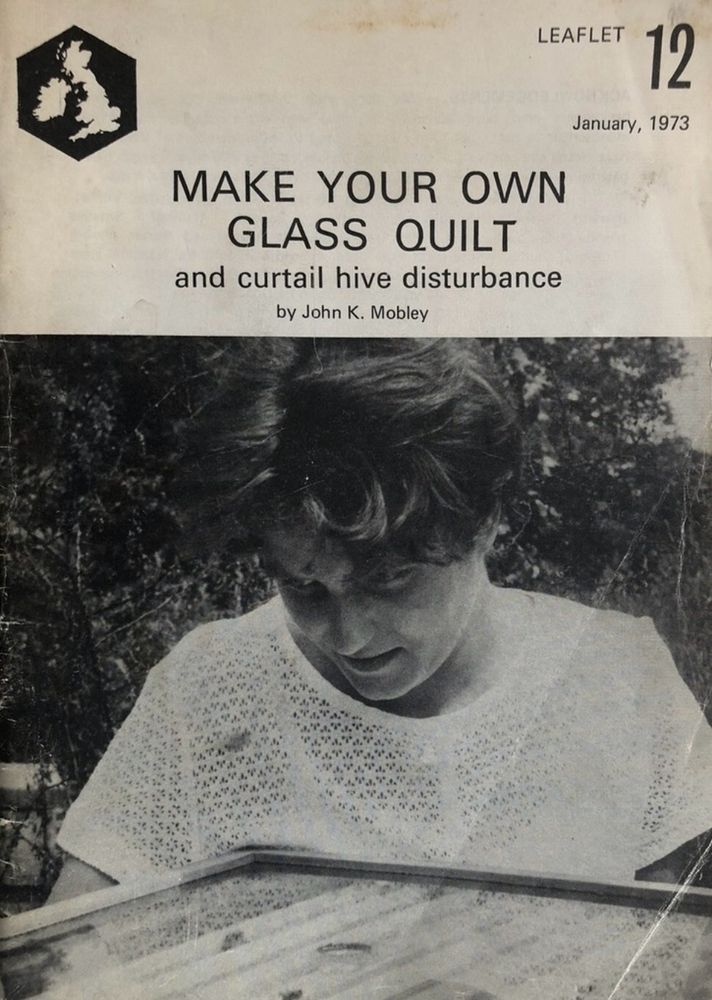 LEAFLET 12
January, 1973
MAKE YOUR OWN
GLASS QUILT
and curtail hive disturbance
by John K. Mobley